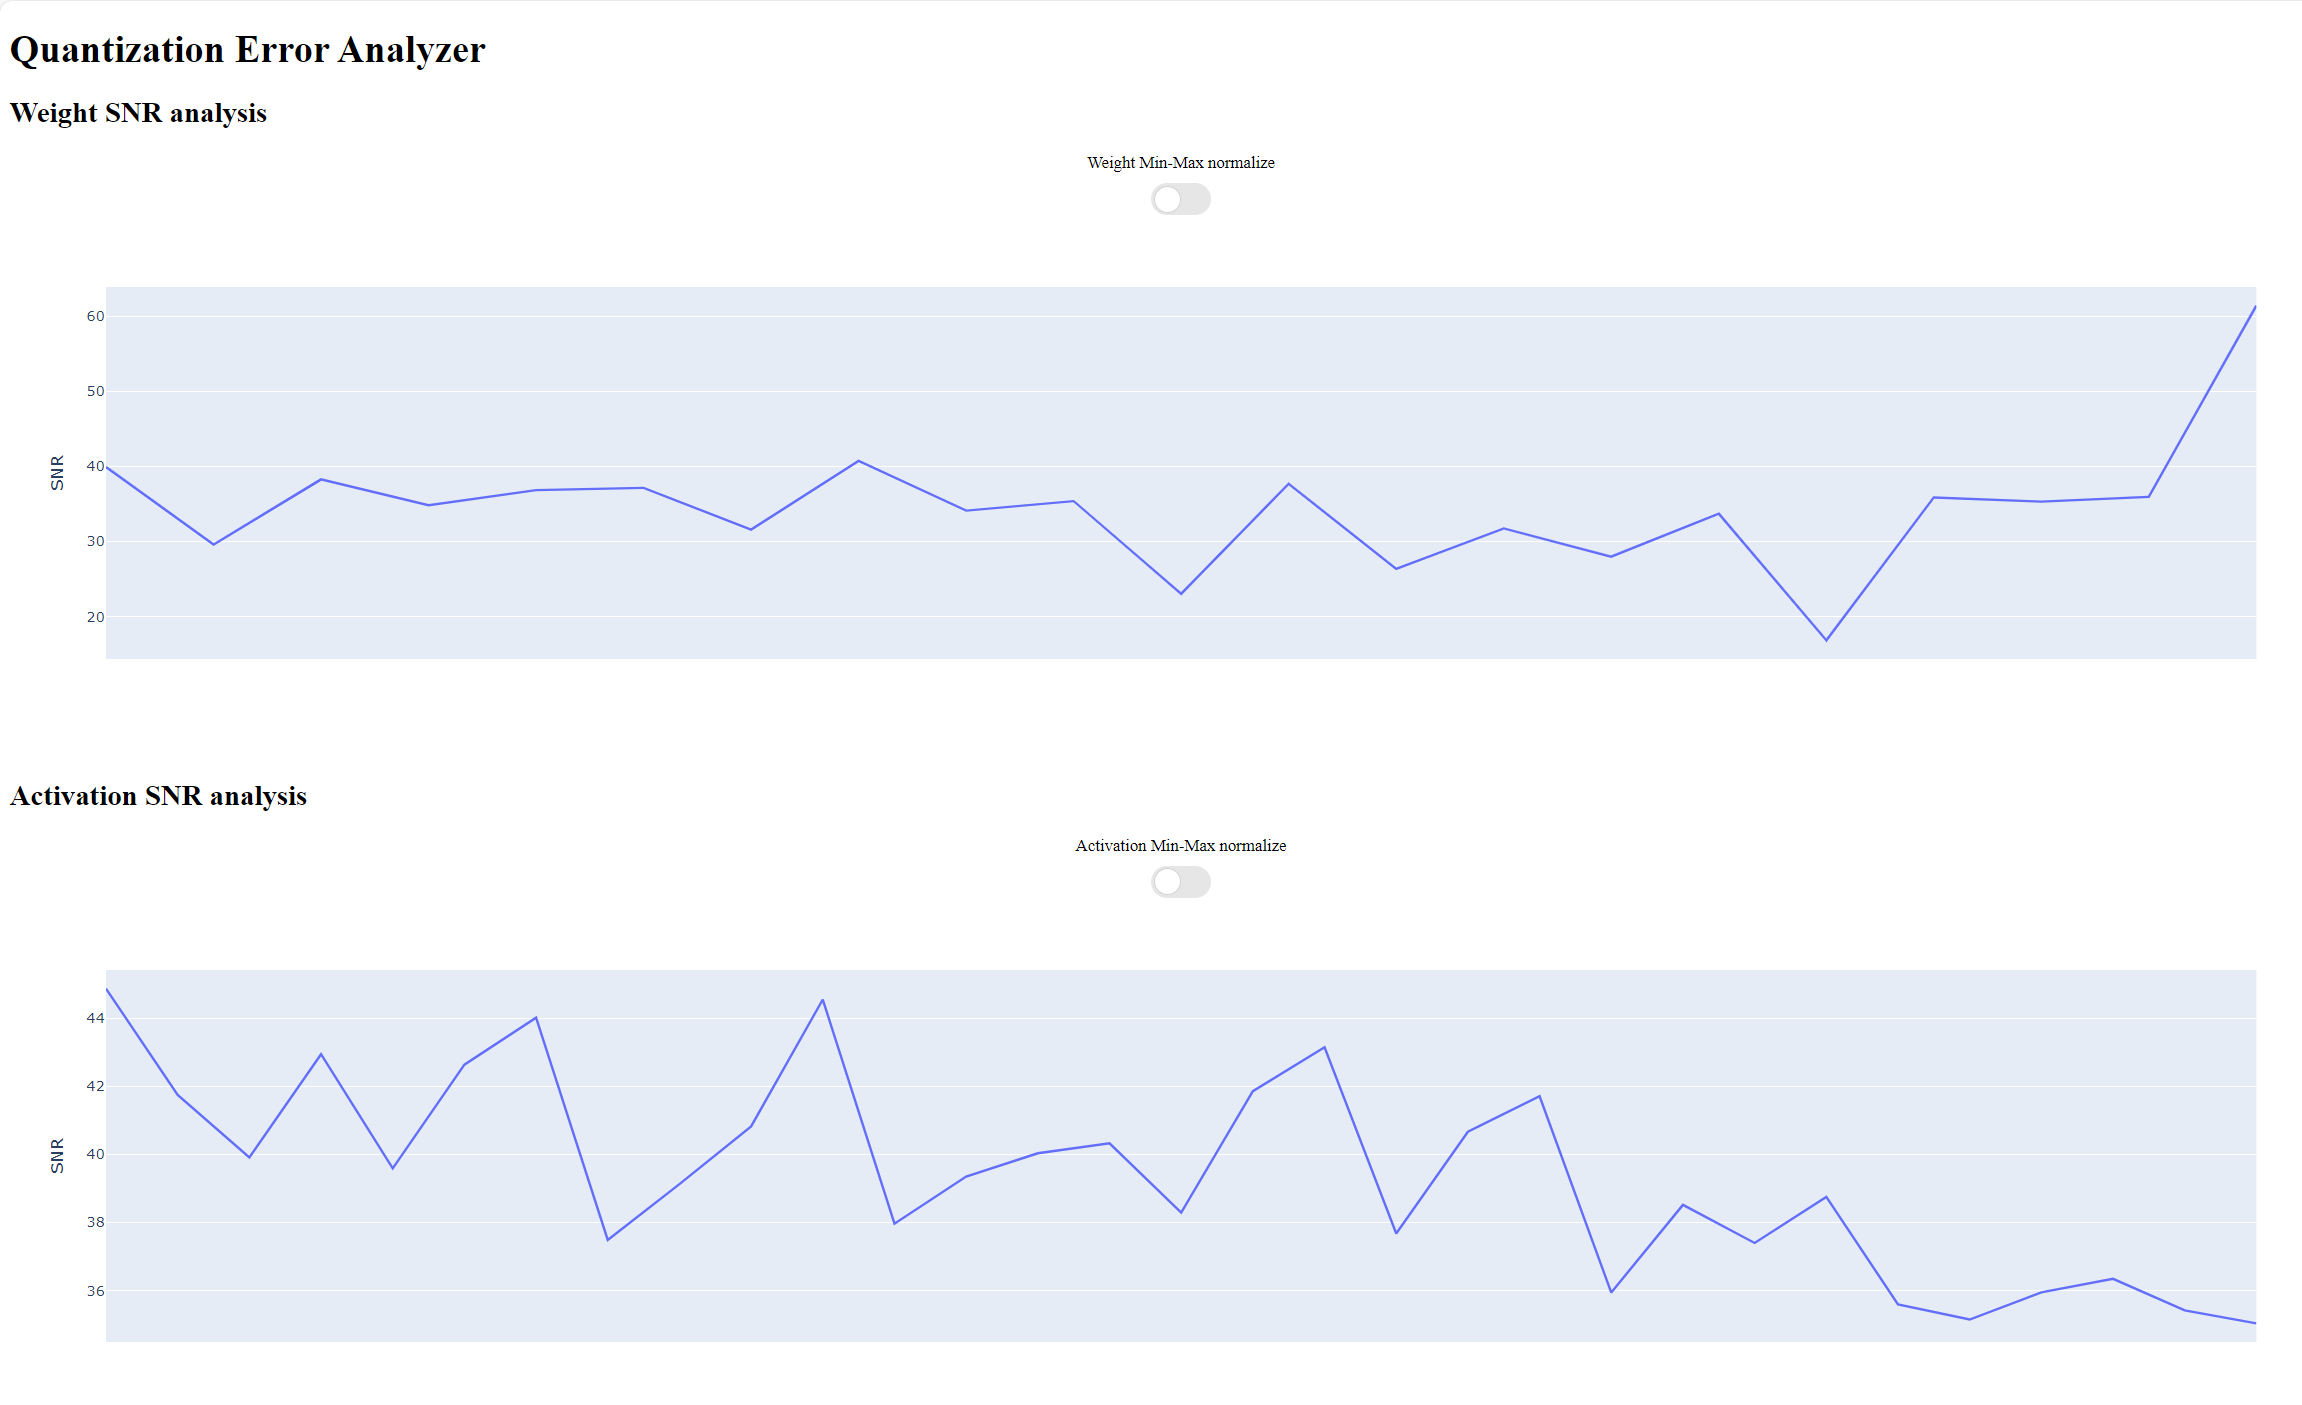 Quantization Error Analyzer
Weight SNR analysis
Weight Min-Max normalize
60
50
40
30
20
SNR
Activation SNR analysis
Activation Min-Max normalize
44
42
40
38
36
SNR